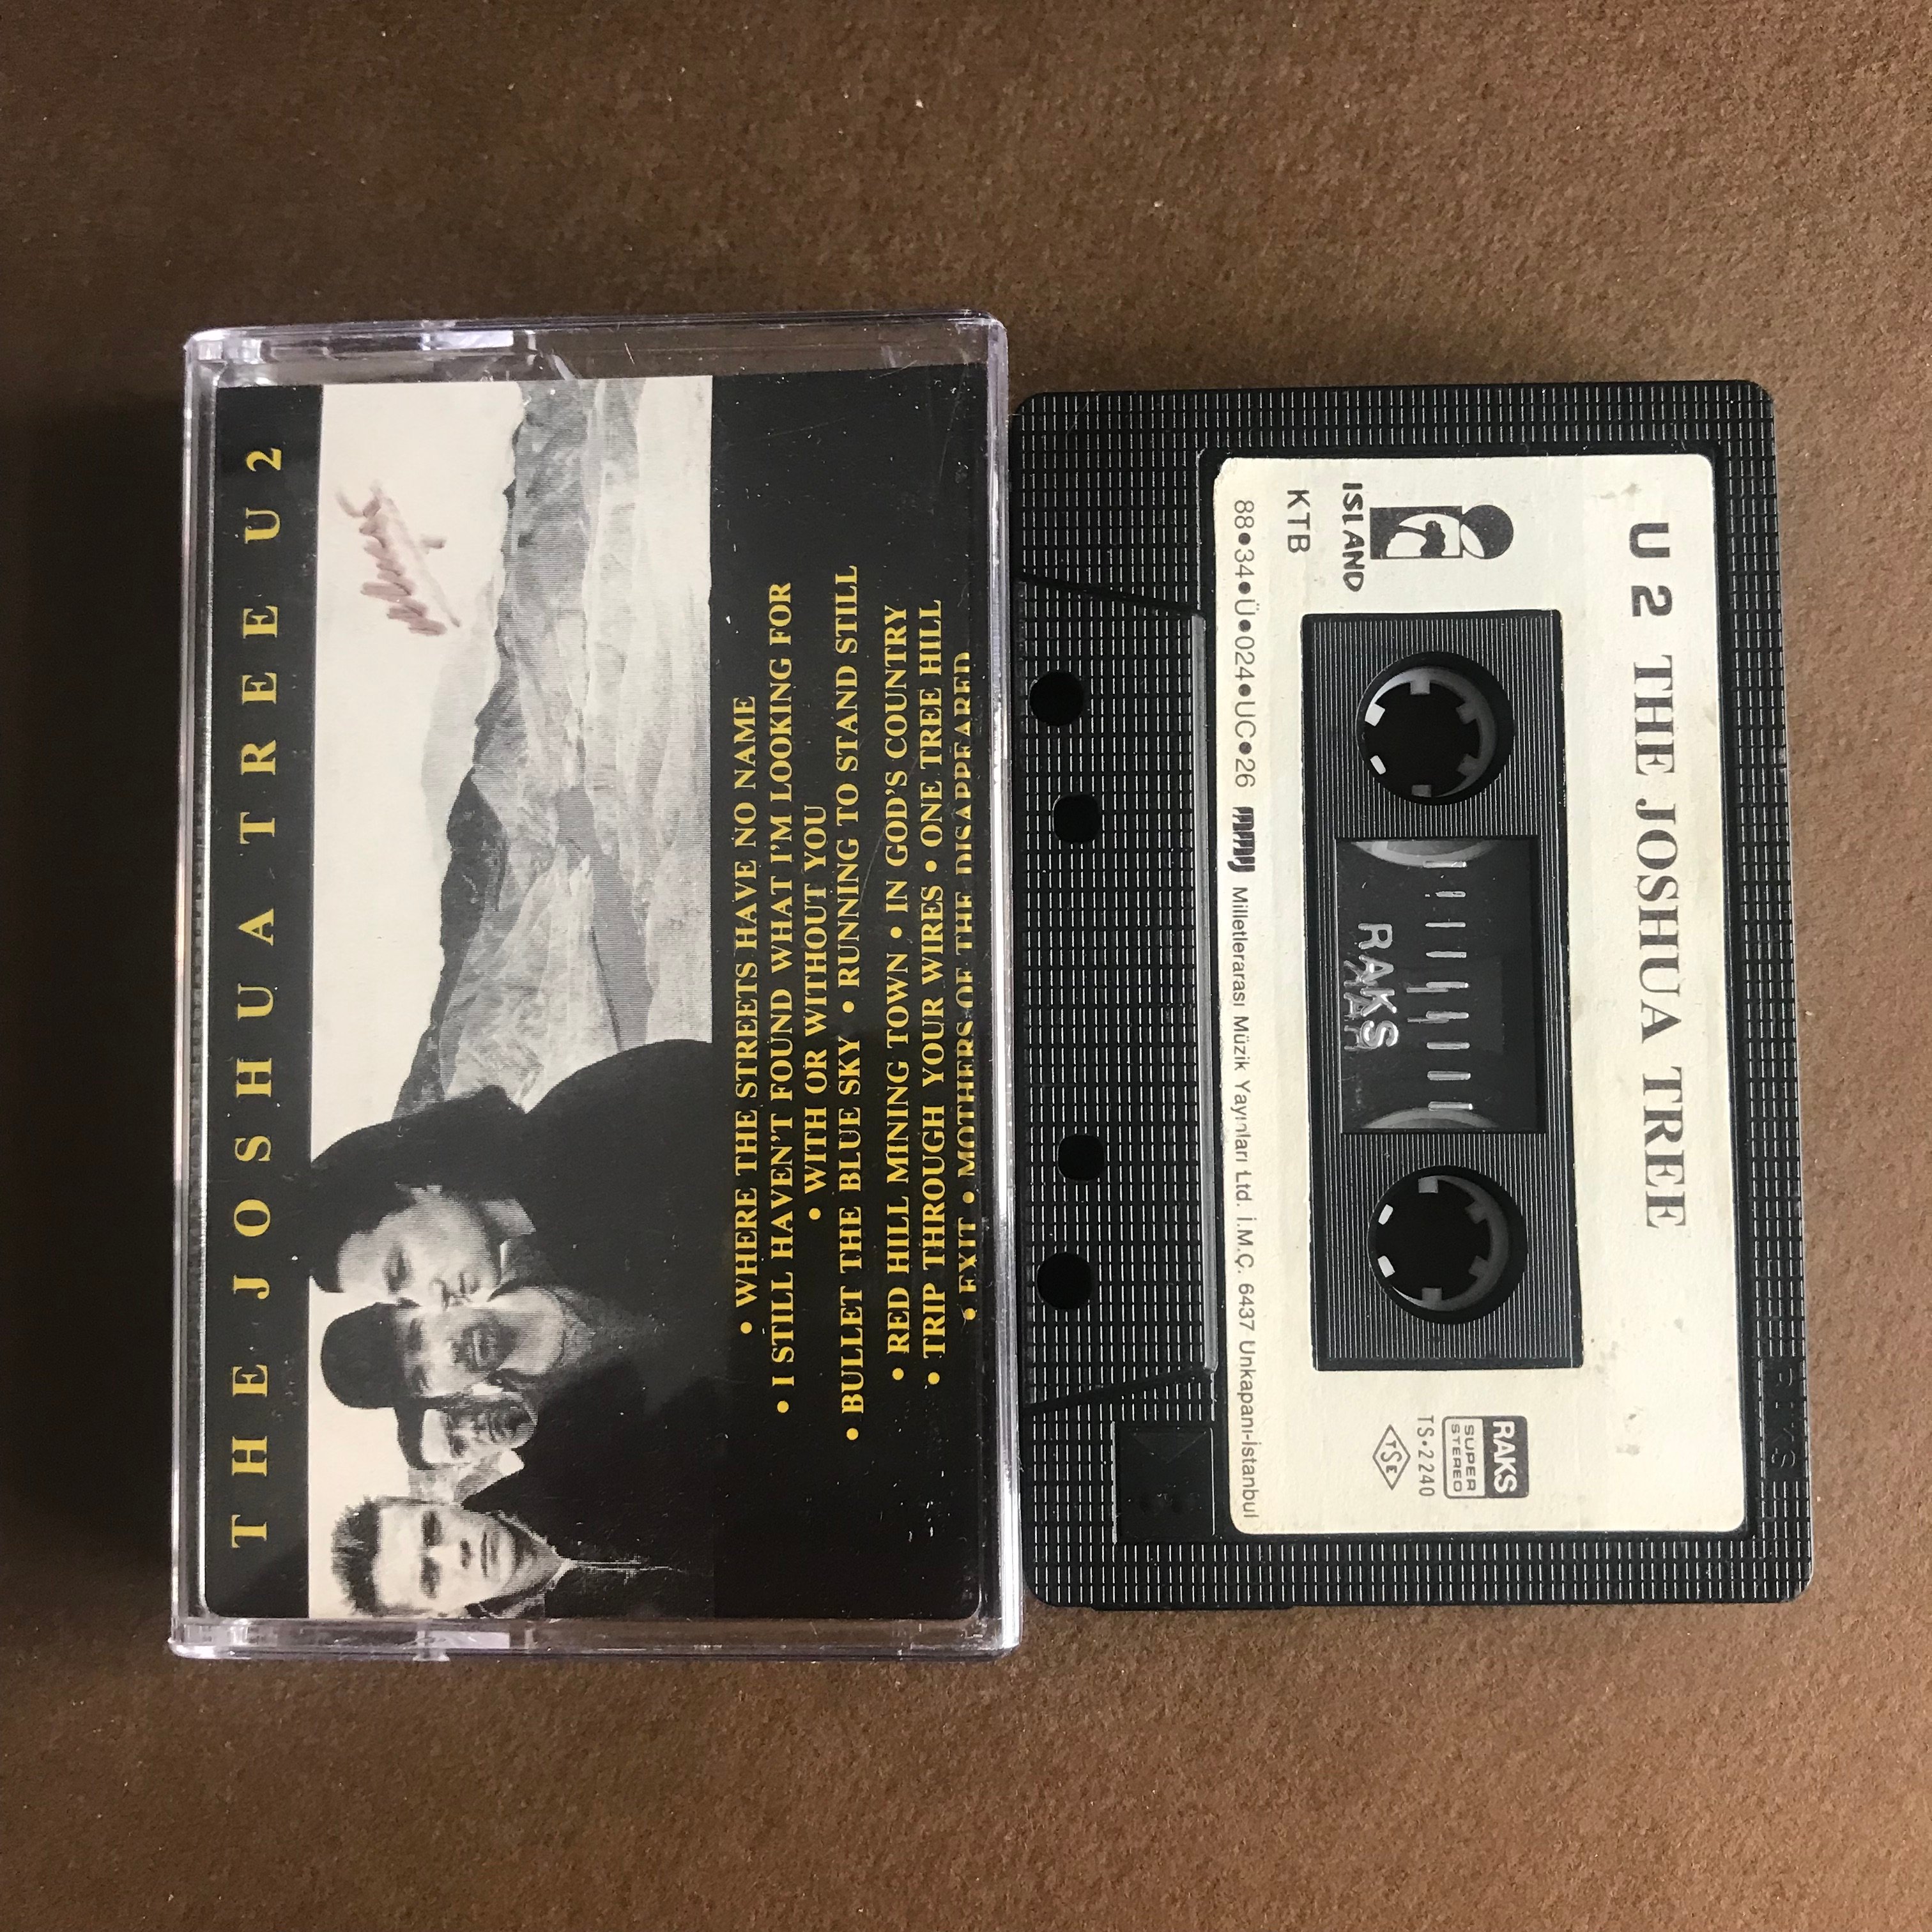 THE JOSHUA TREE U2
• WHERE THE STREETS HAVE NO NAME
• I STILL HAVEN'T FOUND WHAT I'M LOOKING FOR
• WITH OR WITHOUT YOU
• BULLET THE BLUE SKY • RUNNING TO STAND STILL
• RED HILL MINING TOWN • IN GOD'S COUNTRY
• TRIP THROUGH YOUR WIRES • ONE TREE HILL
• EXIT • MOTHERS OF THE DISAPPEARED
U2 THE JOSHUA TREE
ISLAND
KTB
RAKS
RAKS
SUPER
STEREO
TS•2240
TSE
88•34•Ü•024•UC•26 Milletlerarası Müzik Yayınları Ltd. İ.M.Ç. 6437 Unkapanı-İstanbul